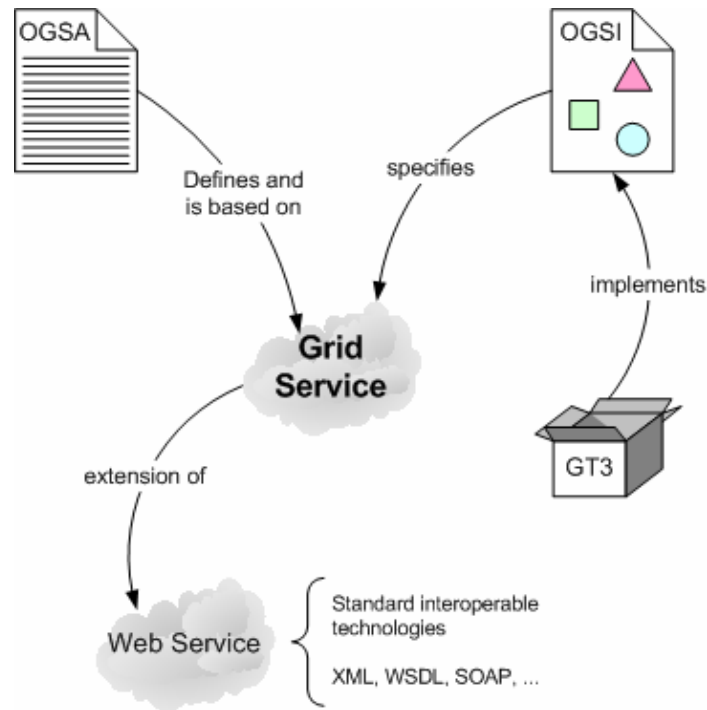 OGSA
OGSI
Defines and
is based on
specifies
implements
Grid
Service
GT3
extension of
Web Service
Standard interoperable
technologies
XML, WSDL, SOAP, ...